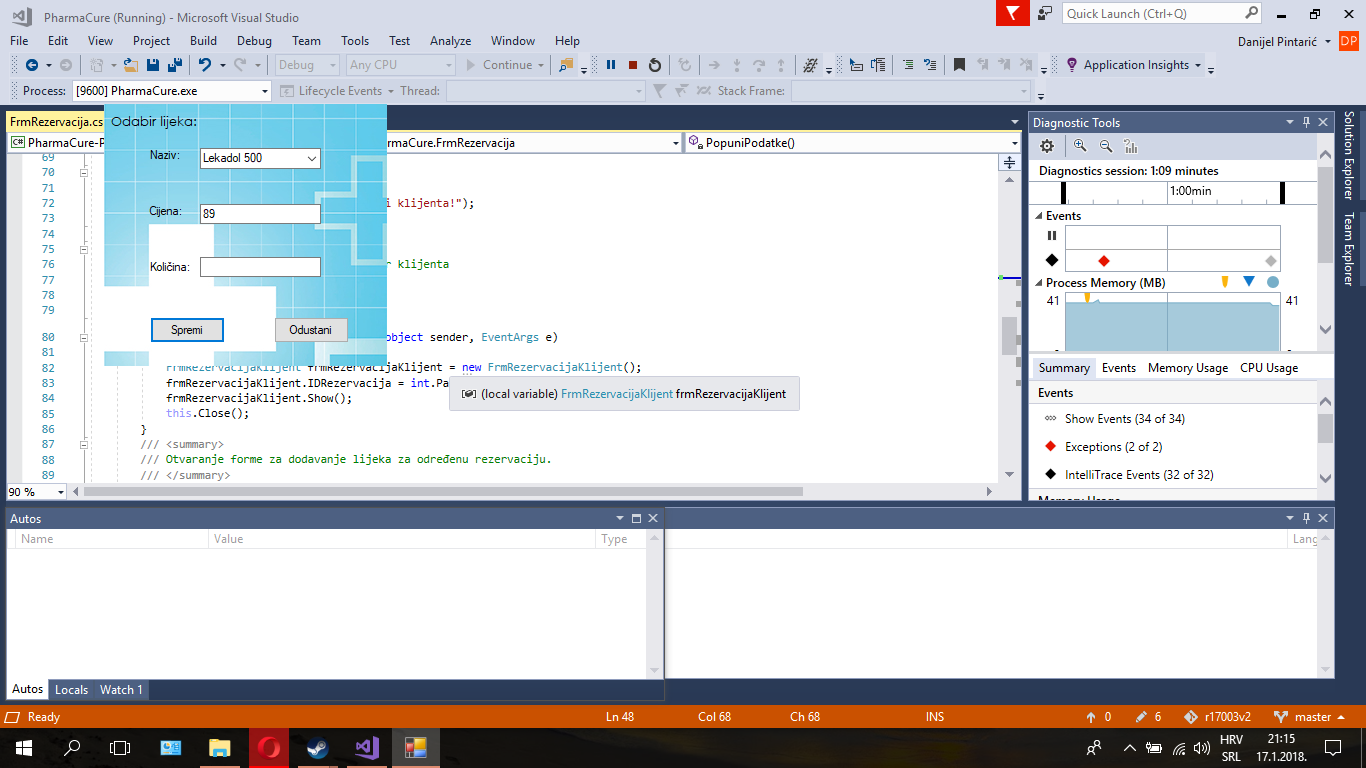 PharmaCure (Running) - Microsoft Visual Studio
Quick Launch (Ctrl+Q)
File Edit View Project Build Debug Team Tools Test Analyze Window Help
Danijel Pintarić DP
Debug Any CPU Continue Application Insights
Process: [9600] PharmaCure.exe Lifecycle Events Thread: Stack Frame:
FrmRezervacija.cs
C# PharmaCure-P
maCure.FrmRezervacija
PopuniPodatke()
Odabir lijeka:
Naziv: Lekadol 500
Cijena: 89
Količina:
Spremi Odustani
69
70
71
72 i klijenta!");
73
74
75
76 r klijenta
77
78
79
80 object sender, EventArgs e)
81
82 FrmRezervacijaKlijent frmRezervacijaKlijent = new FrmRezervacijaKlijent();
83 frmRezervacijaKlijent.IDRezervacija = int.Pa
84 frmRezervacijaKlijent.Show();
85 this.Close();
86 }
87 /// <summary>
88 /// Otvaranje forme za dodavanje lijeka za određenu rezervaciju.
89 /// </summary>
(local variable) FrmRezervacijaKlijent frmRezervacijaKlijent
90 %
Diagnostic Tools
Diagnostics session: 1:09 minutes
1:00min
Events
Process Memory (MB)
41 41
Summary Events Memory Usage CPU Usage
Events
Show Events (34 of 34)
Exceptions (2 of 2)
IntelliTrace Events (32 of 32)
Solution Explorer
Team Explorer
Autos
Name Value Type
Lang
Autos Locals Watch 1
Ready Ln 48 Col 68 Ch 68 INS 0 6 r17003v2 master
HRV 21:15
SRL 17.1.2018.